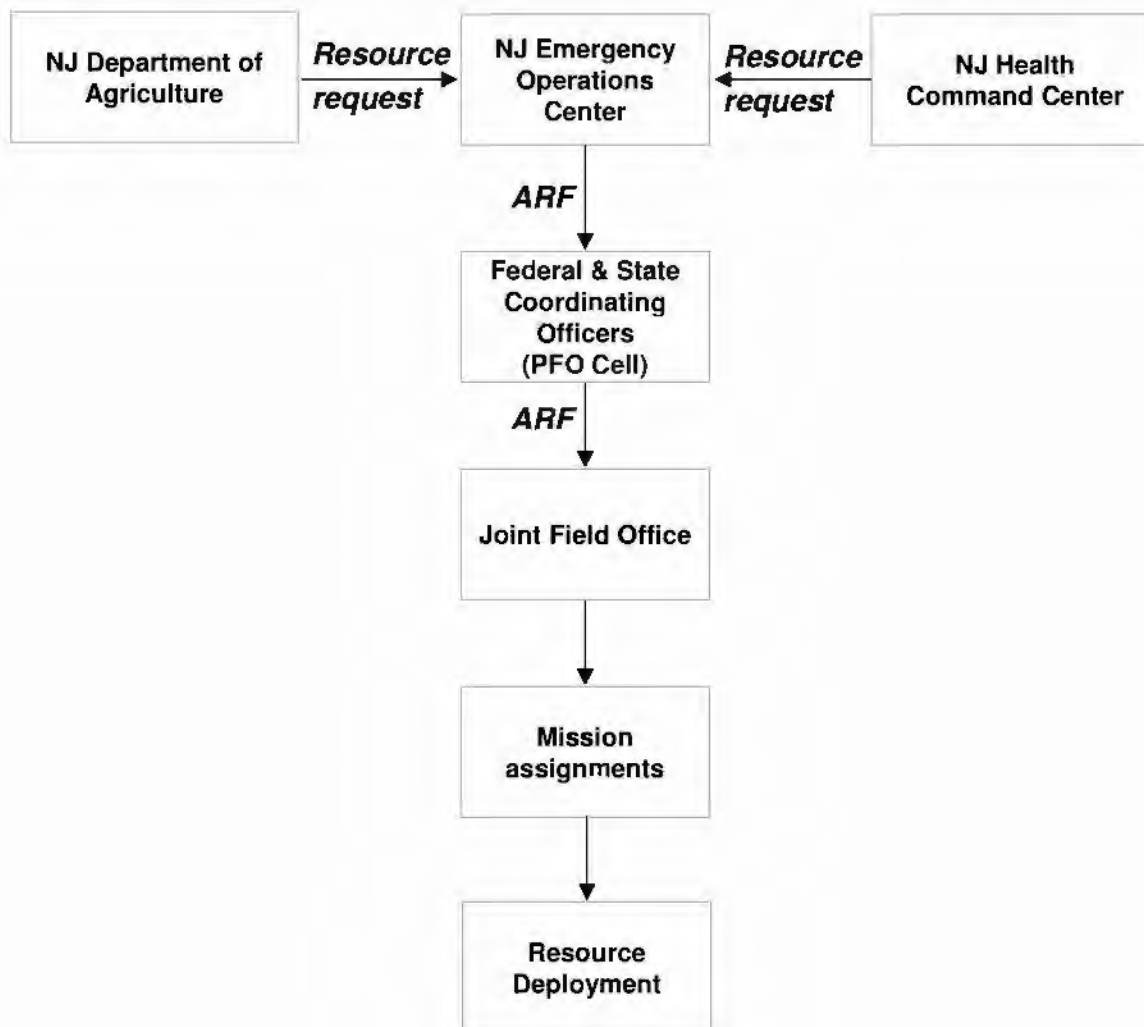 NJ Department of
Agriculture
Resource
request
NJ Emergency
Operations
Center
Resource
request
NJ Health
Command Center
ARF
Federal & State
Coordinating
Officers
(PFO Cell)
ARF
Joint Field Office
Mission
assignments
Resource
Deployment